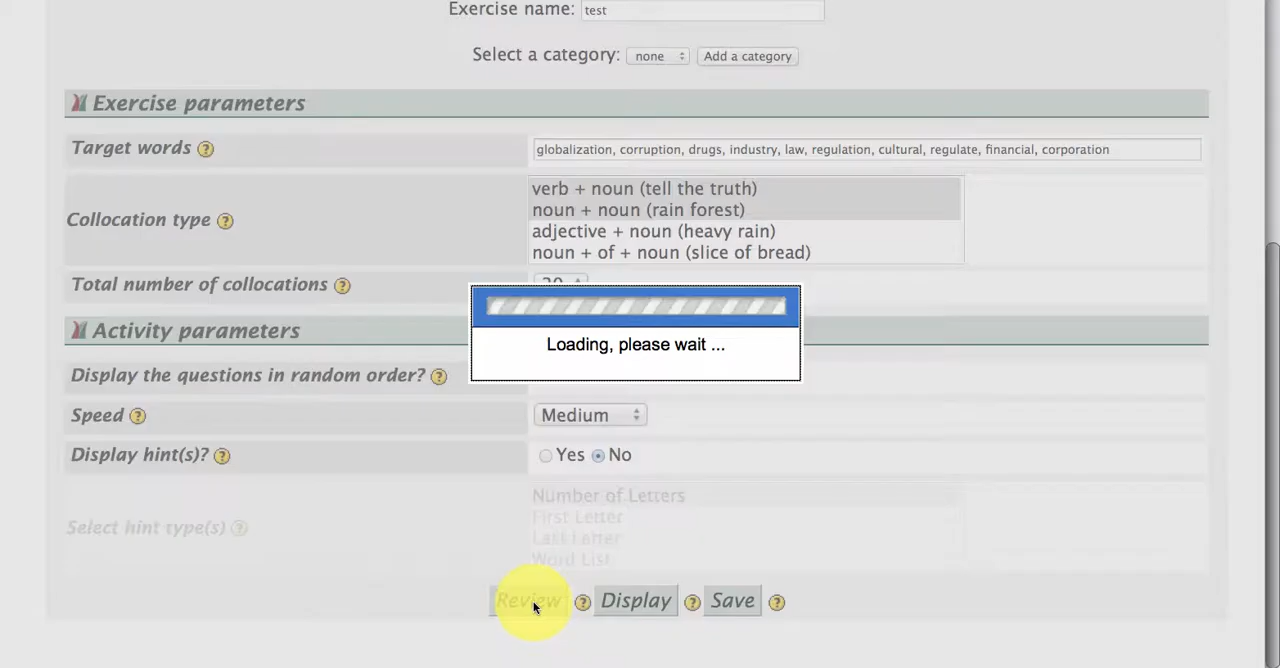 Exercise name: test
Select a category: none Add a category
Exercise parameters
Target words ? globalization, corruption, drugs, industry, law, regulation, cultural, regulate, financial, corporation
verb + noun (tell the truth)
Collocation type ? noun + noun (rain forest)
adjective + noun (heavy rain)
noun + of + noun (slice of bread)
Total number of collocations ? 20
Loading, please wait ...
Activity parameters
Display the questions in random order? ?
Speed ? Medium
Display hint(s)? ? Yes No
Number of Letters
First Letter
Select hint type(s) ? Last Letter
Word List
Review ? Display ? Save ?